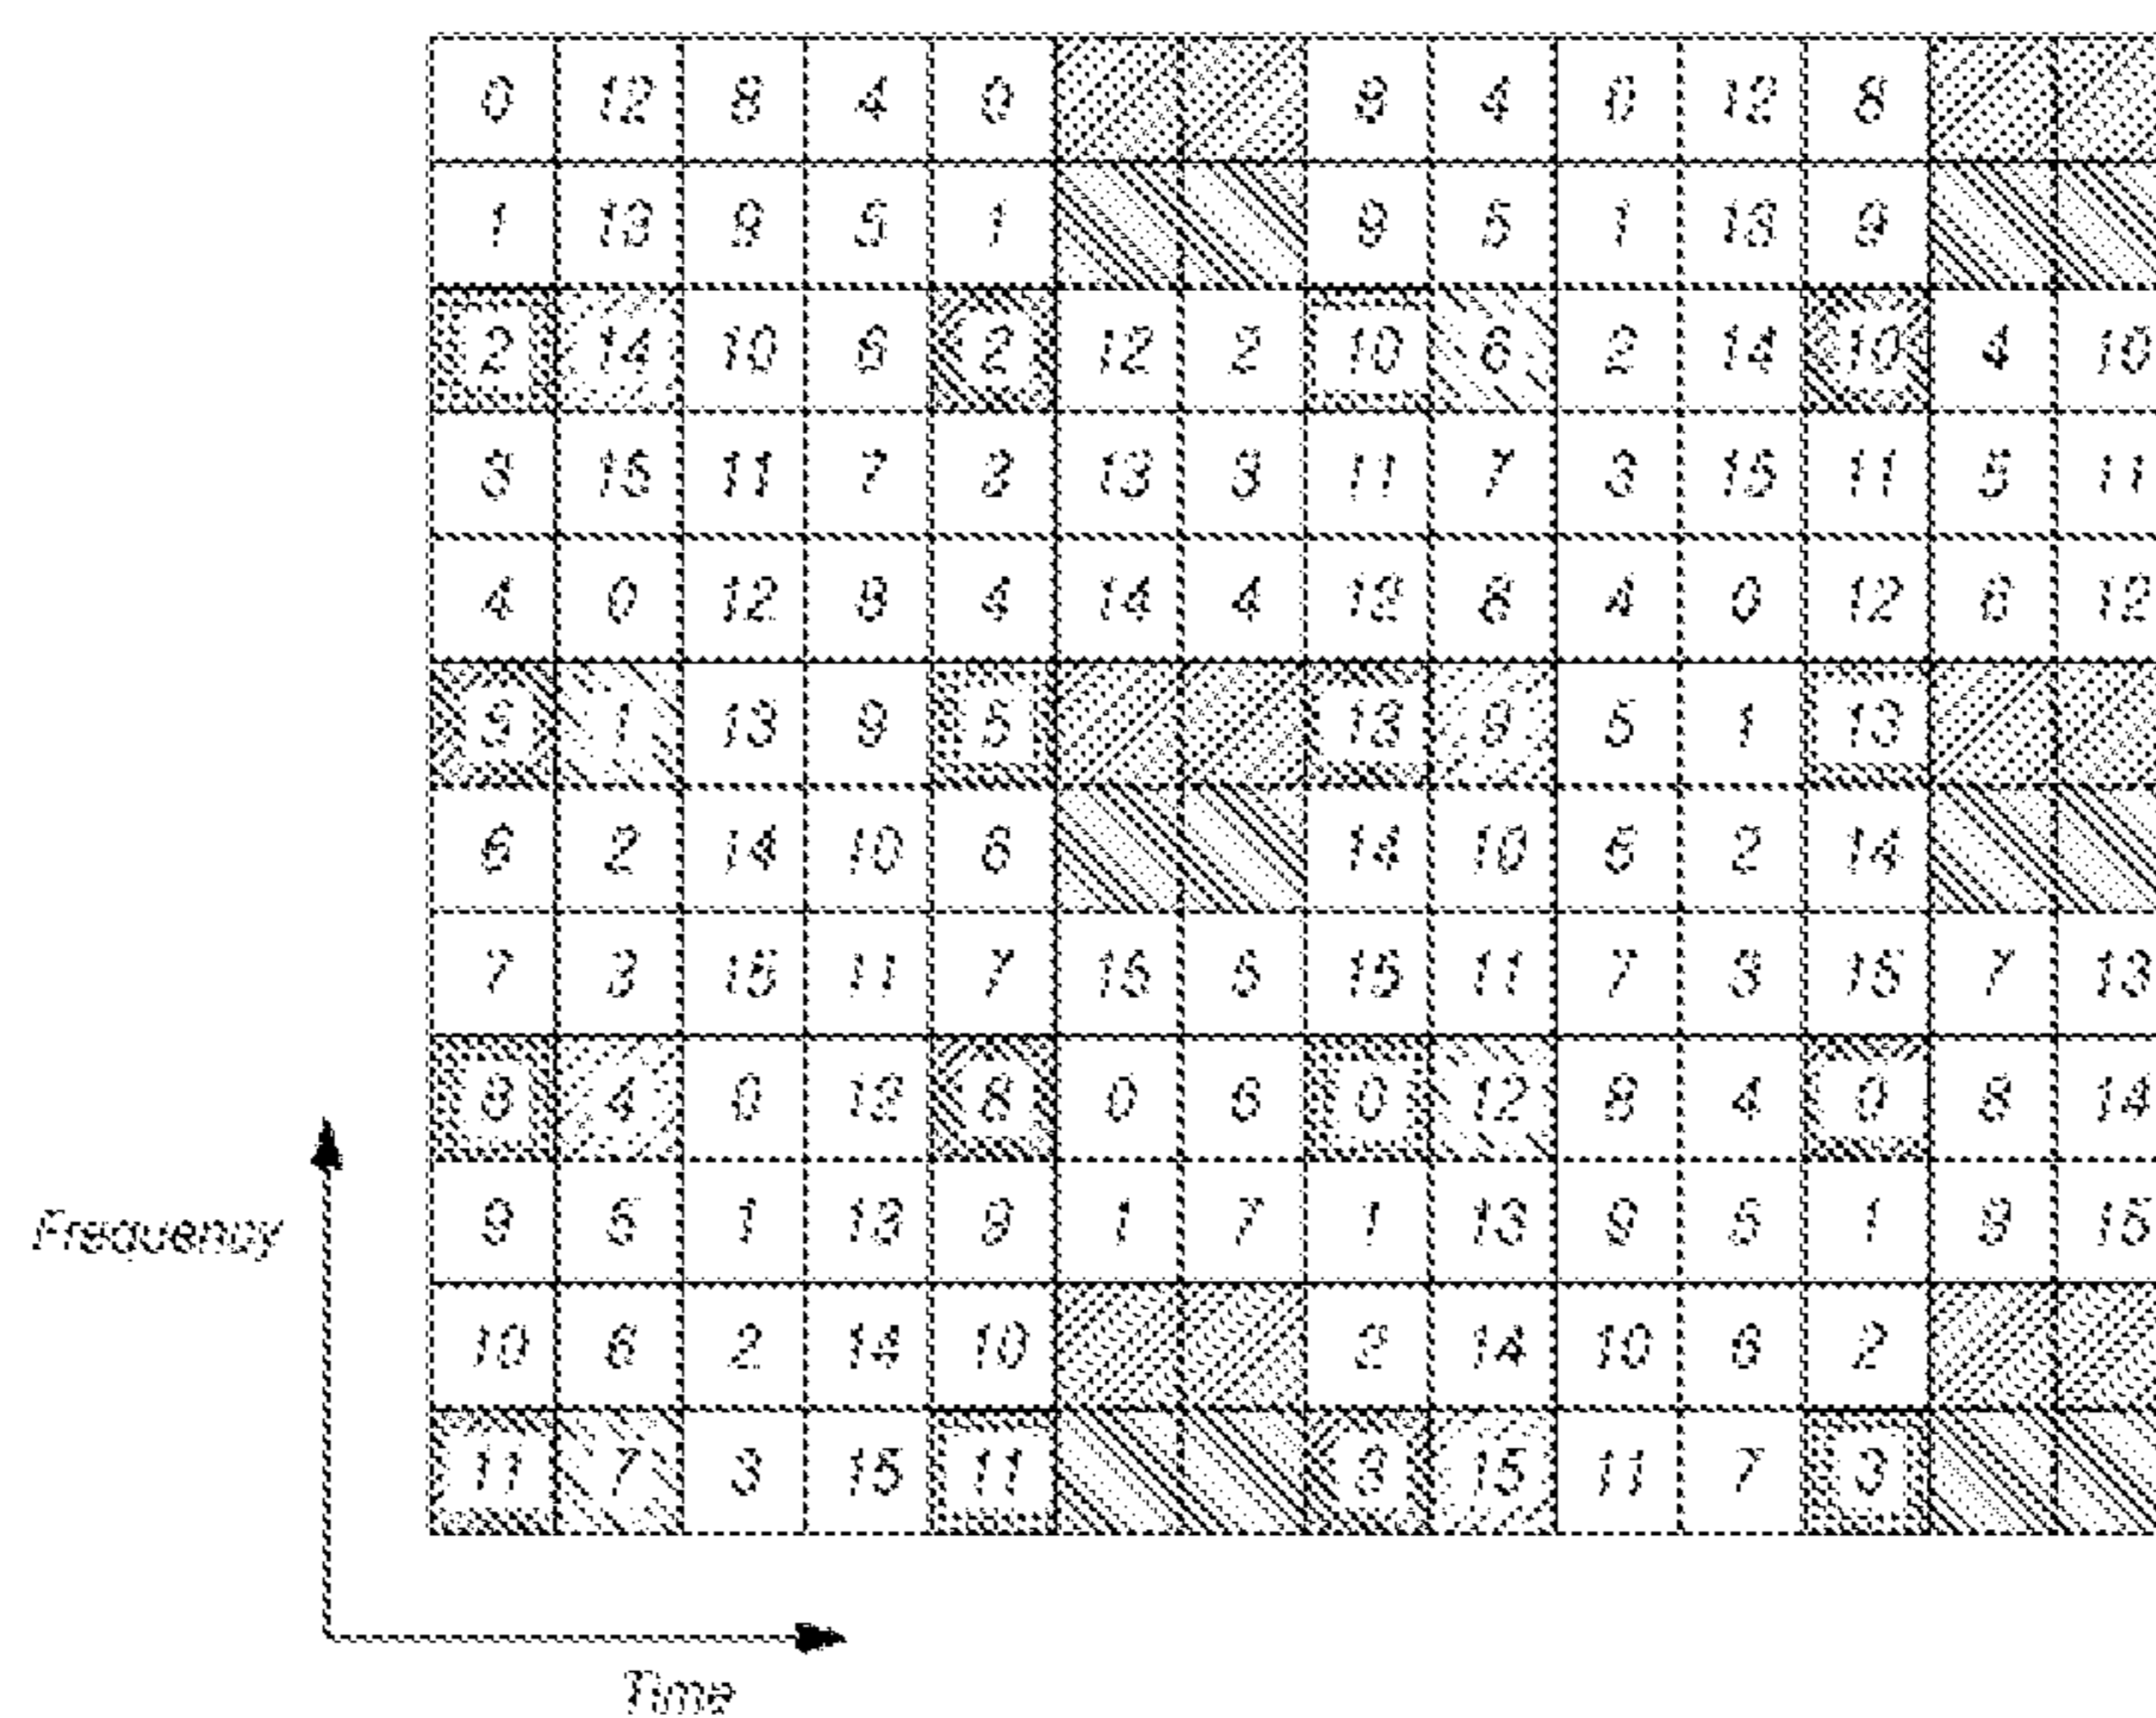 0 12 8 4 0 8 4 0 12 8
1 13 9 5 1 9 5 1 13 9
2 14 10 6 2 12 2 10 6 2 14 10 4 10
3 15 11 7 3 13 3 11 7 3 15 11 5 11
4 0 12 8 4 14 4 12 8 4 0 12 6 12
5 1 13 9 5 13 9 5 1 13
6 2 14 10 6 14 10 6 2 14
7 3 15 11 7 15 5 15 11 7 3 15 7 13
8 4 0 12 8 0 6 0 12 8 4 0 8 14
9 5 1 13 9 1 7 1 13 9 5 1 9 15
10 6 2 14 10 2 14 10 6 2
11 7 3 15 11 3 15 11 7 3
Frequency
Time